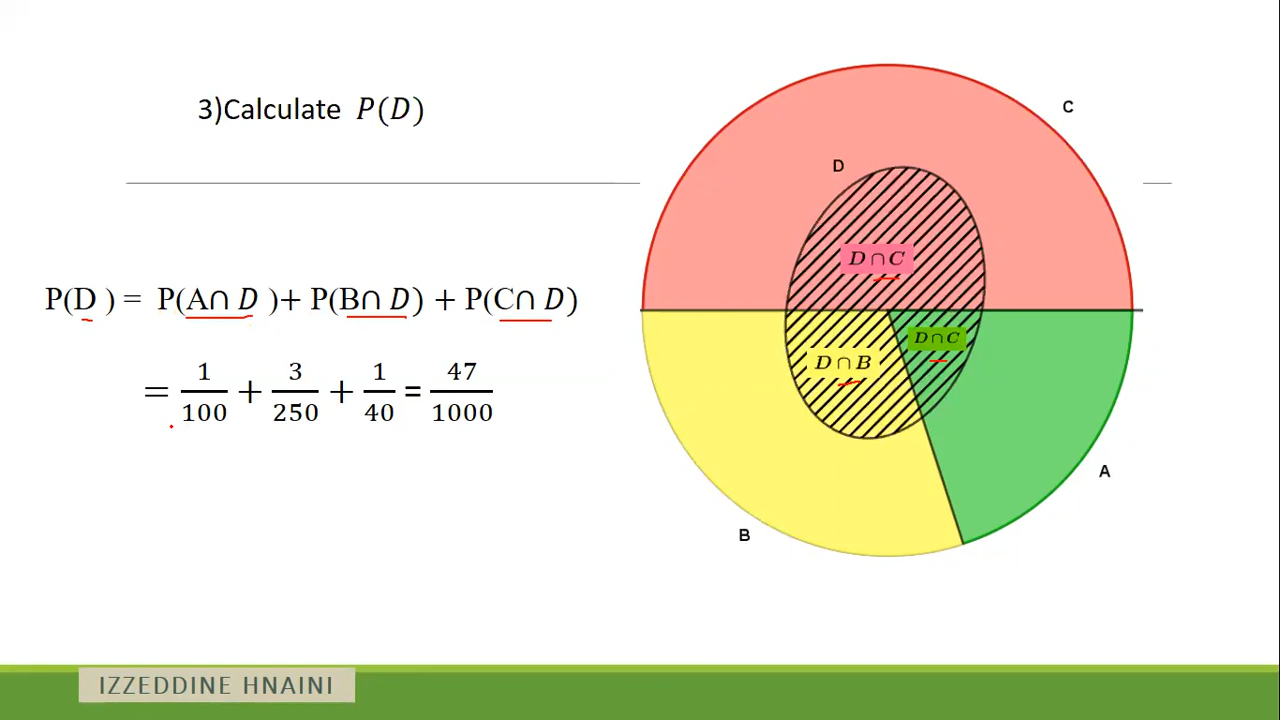 3)Calculate P(D)
C
D
D ∩ C
P(D ) = P(A∩ D )+ P(B∩ D) + P(C∩ D)
D ∩ C
D ∩ B
= 1/100 + 3/250 + 1/40 = 47/1000
A
B
IZZEDDINE HNAINI